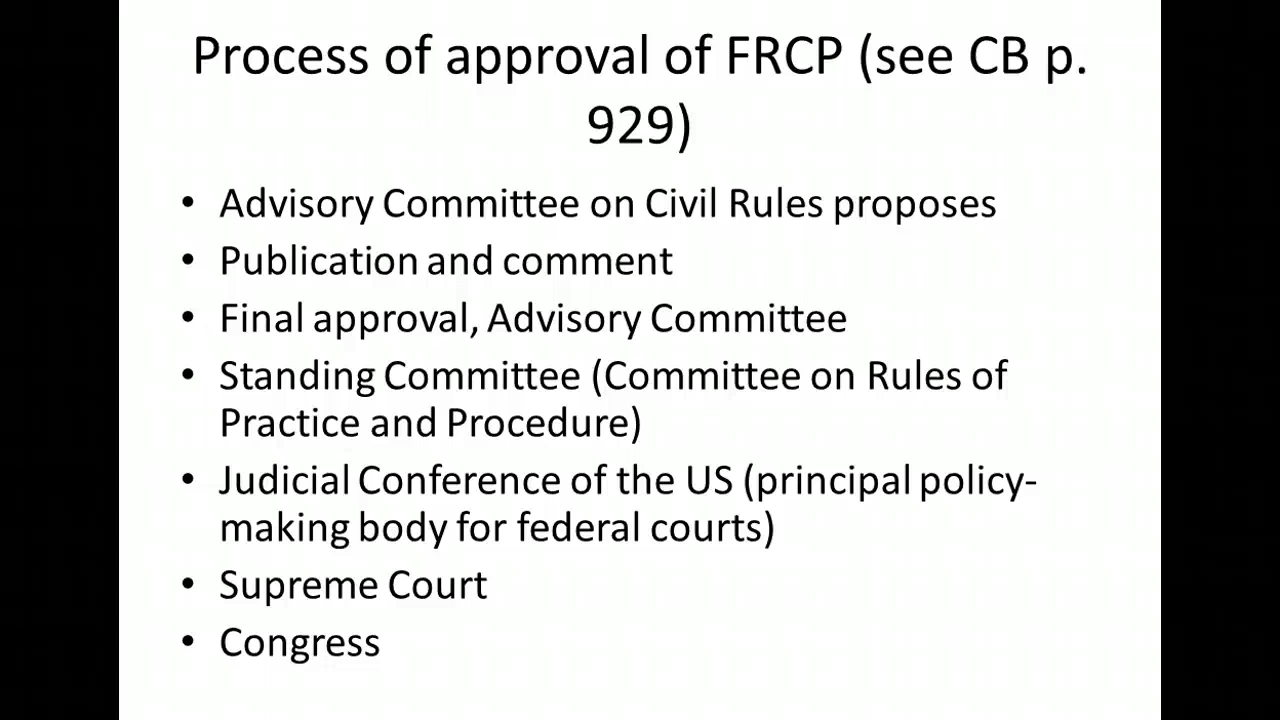 Process of approval of FRCP (see CB p.
929)
• Advisory Committee on Civil Rules proposes
• Publication and comment
• Final approval, Advisory Committee
• Standing Committee (Committee on Rules of
Practice and Procedure)
• Judicial Conference of the US (principal policy-
making body for federal courts)
• Supreme Court
• Congress